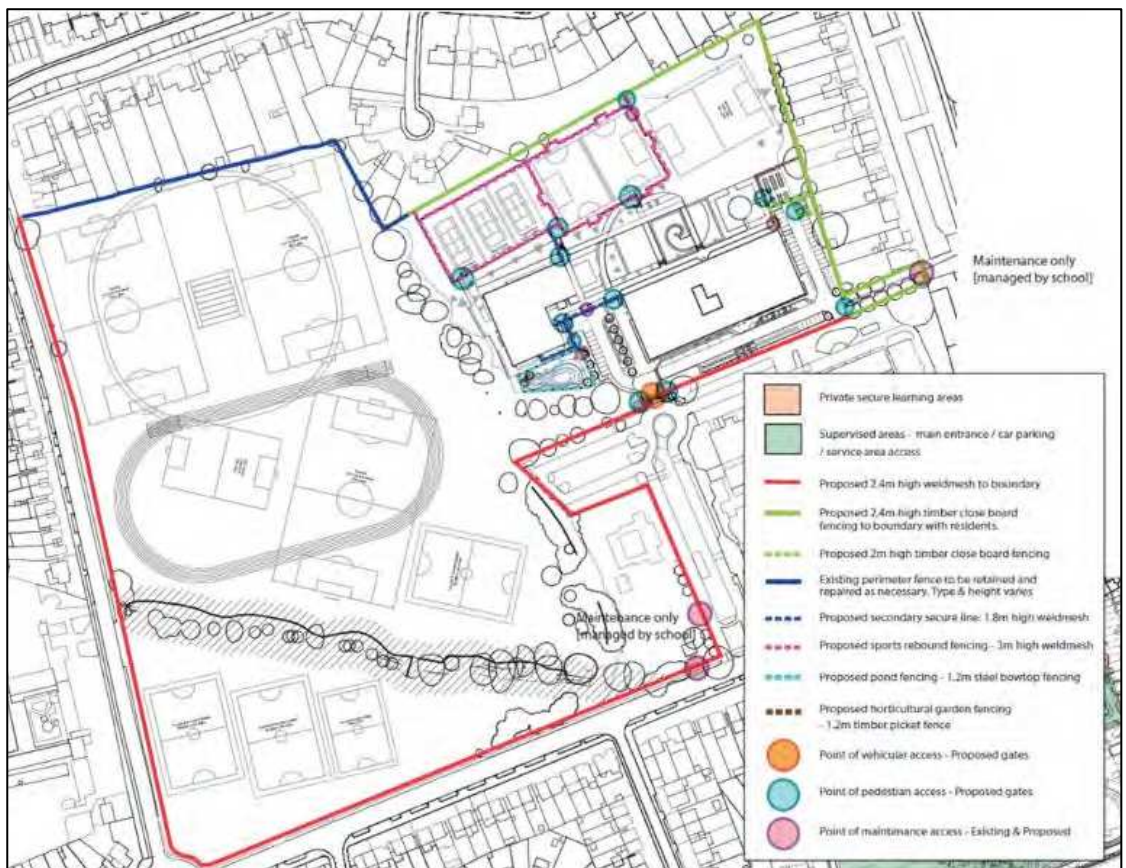 Maintenance only
[managed by school]
Maintenance only
[managed by school]
Private secure learning areas
Supervised areas - main entrance / car parking
/ service area access
Proposed 2.4m high weldmesh to boundary
Proposed 2.4m high timber close board
fencing to boundary with residents.
Proposed 2m high timber close board fencing
Existing perimeter fence to be retained and
repaired as necessary. Type & height varies
Proposed secondary secure line: 1.8m high weldmesh
Proposed sports rebound fencing - 3m high weldmesh
Proposed pond fencing - 1.2m steel bowtop fencing
Proposed horticultural garden fencing
- 1.2m timber picket fence
Point of vehicular access - Proposed gates
Point of pedestian access - Proposed gates
Point of maintmance access - Existing & Proposed